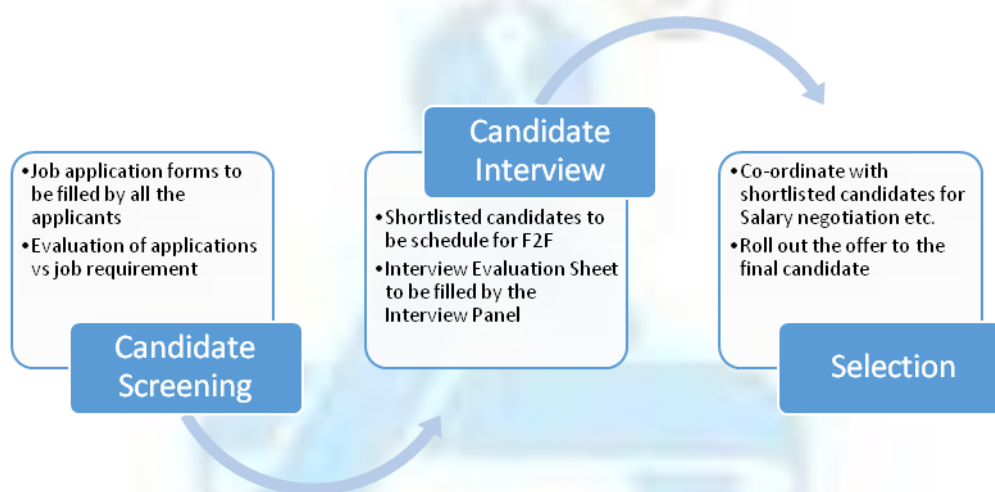 •Job application forms to
be filled by all the
applicants
•Evaluation of applications
vs job requirement
Candidate
Screening
Candidate
Interview
•Shortlisted candidates to
be schedule for F2F
•Interview Evaluation Sheet
to be filled by the
Interview Panel
•Co-ordinate with
shortlisted candidates for
Salary negotiation etc.
•Roll out the offer to the
final candidate
Selection